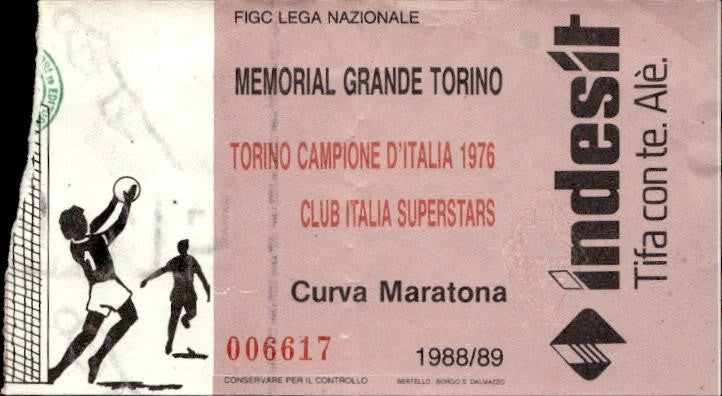 FIGC LEGA NAZIONALE
MEMORIAL GRANDE TORINO
TORINO CAMPIONE D'ITALIA 1976
CLUB ITALIA SUPERSTARS
Curva Maratona
006617
1988/89
CONSERVARE PER IL CONTROLLO
BERTELLO BORGO S. DALMAZZO
indesit
Tifa con te. Alè.
1